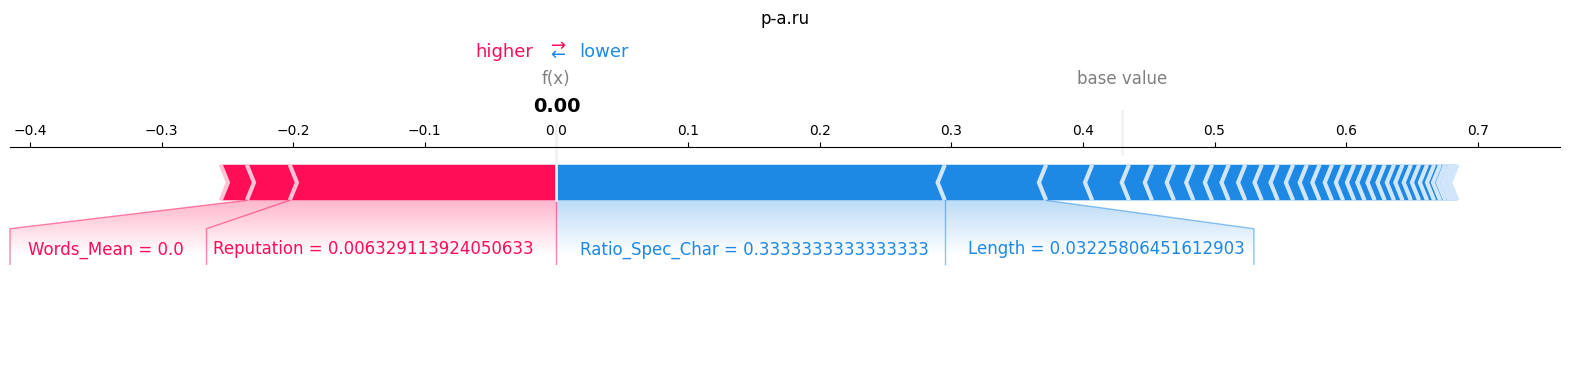 p-a.ru
higher ⇄ lower
f(x) base value
0.00
−0.4 −0.3 −0.2 −0.1 0.0 0.1 0.2 0.3 0.4 0.5 0.6 0.7
Words_Mean = 0.0 Reputation = 0.006329113924050633 Ratio_Spec_Char = 0.3333333333333333 Length = 0.03225806451612903